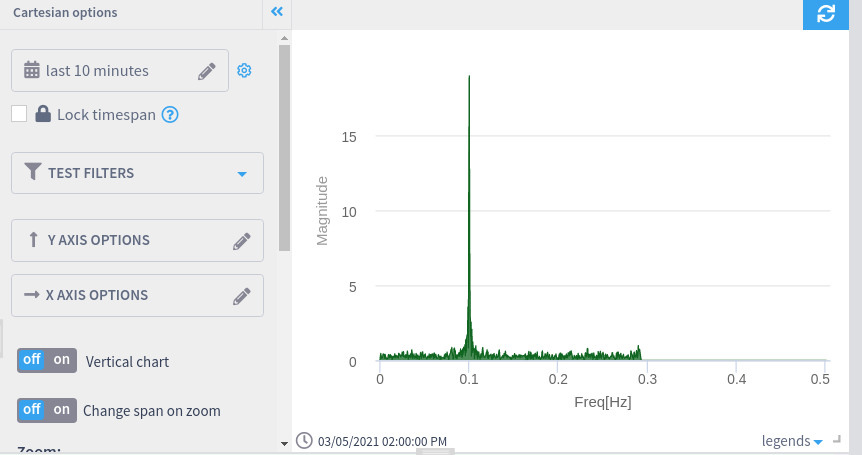 Cartesian options
last 10 minutes
Lock timespan
TEST FILTERS
Y AXIS OPTIONS
X AXIS OPTIONS
off on Vertical chart
off on Change span on zoom
Zoom:
Magnitude
15
10
5
0
0 0.1 0.2 0.3 0.4 0.5
Freq[Hz]
03/05/2021 02:00:00 PM
legends